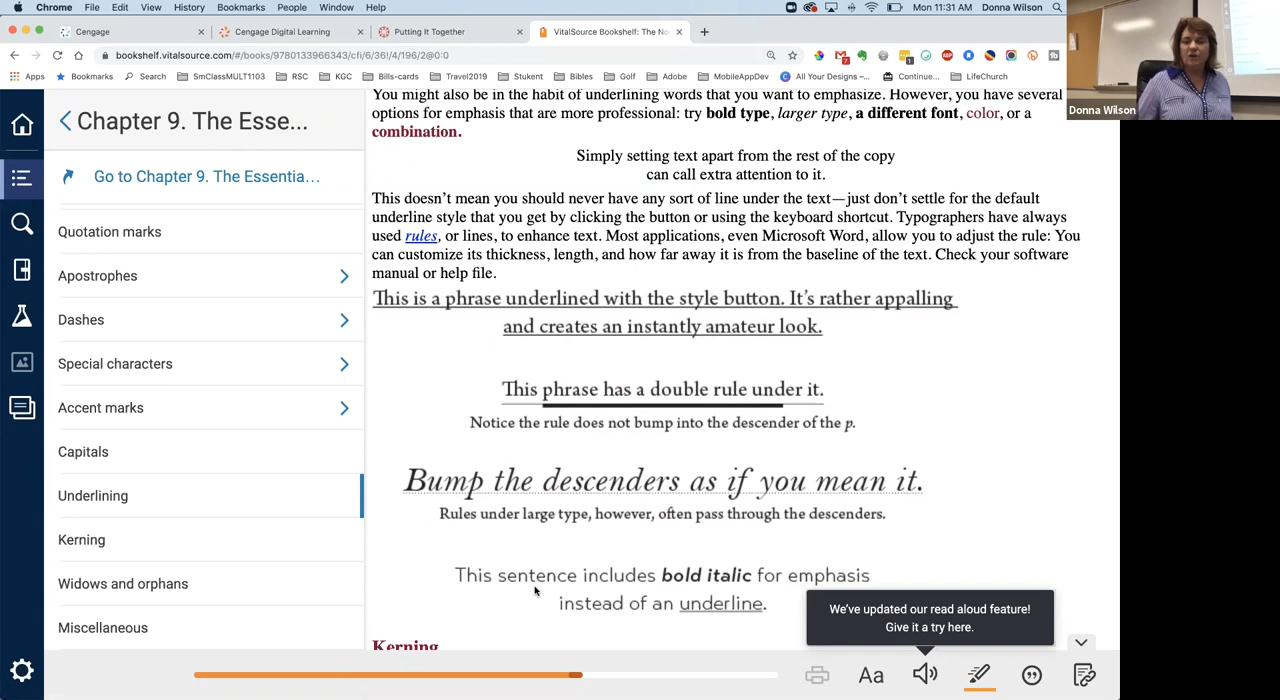 Chrome File Edit View History Bookmarks People Window Help
Mon 11:31 AM Donna Wilson
Cengage
Cengage Digital Learning
Putting It Together
VitalSource Bookshelf: The No
bookshelf.vitalsource.com/#/books/9780133966343/cfi/6/36!/4/196/2@0:0
Apps Bookmarks Search SmClassMULT1103 RSC KGC Bills-cards Travel2019 Stukent Bibles Golf Adobe MobileAppDev All Your Designs –... Continue... LifeChurch
Donna Wilson
Chapter 9. The Esse...
Go to Chapter 9. The Essentia...
Quotation marks
Apostrophes
Dashes
Special characters
Accent marks
Capitals
Underlining
Kerning
Widows and orphans
Miscellaneous
You might also be in the habit of underlining words that you want to emphasize. However, you have several
options for emphasis that are more professional: try bold type, larger type, a different font, color, or a
combination.
Simply setting text apart from the rest of the copy
can call extra attention to it.
This doesn't mean you should never have any sort of line under the text—just don't settle for the default
underline style that you get by clicking the button or using the keyboard shortcut. Typographers have always
used rules, or lines, to enhance text. Most applications, even Microsoft Word, allow you to adjust the rule: You
can customize its thickness, length, and how far away it is from the baseline of the text. Check your software
manual or help file.
This is a phrase underlined with the style button. It's rather appalling
and creates an instantly amateur look.
This phrase has a double rule under it.
Notice the rule does not bump into the descender of the p.
Bump the descenders as if you mean it.
Rules under large type, however, often pass through the descenders.
This sentence includes bold italic for emphasis
instead of an underline.
Kerning
We've updated our read aloud feature!
Give it a try here.
Aa